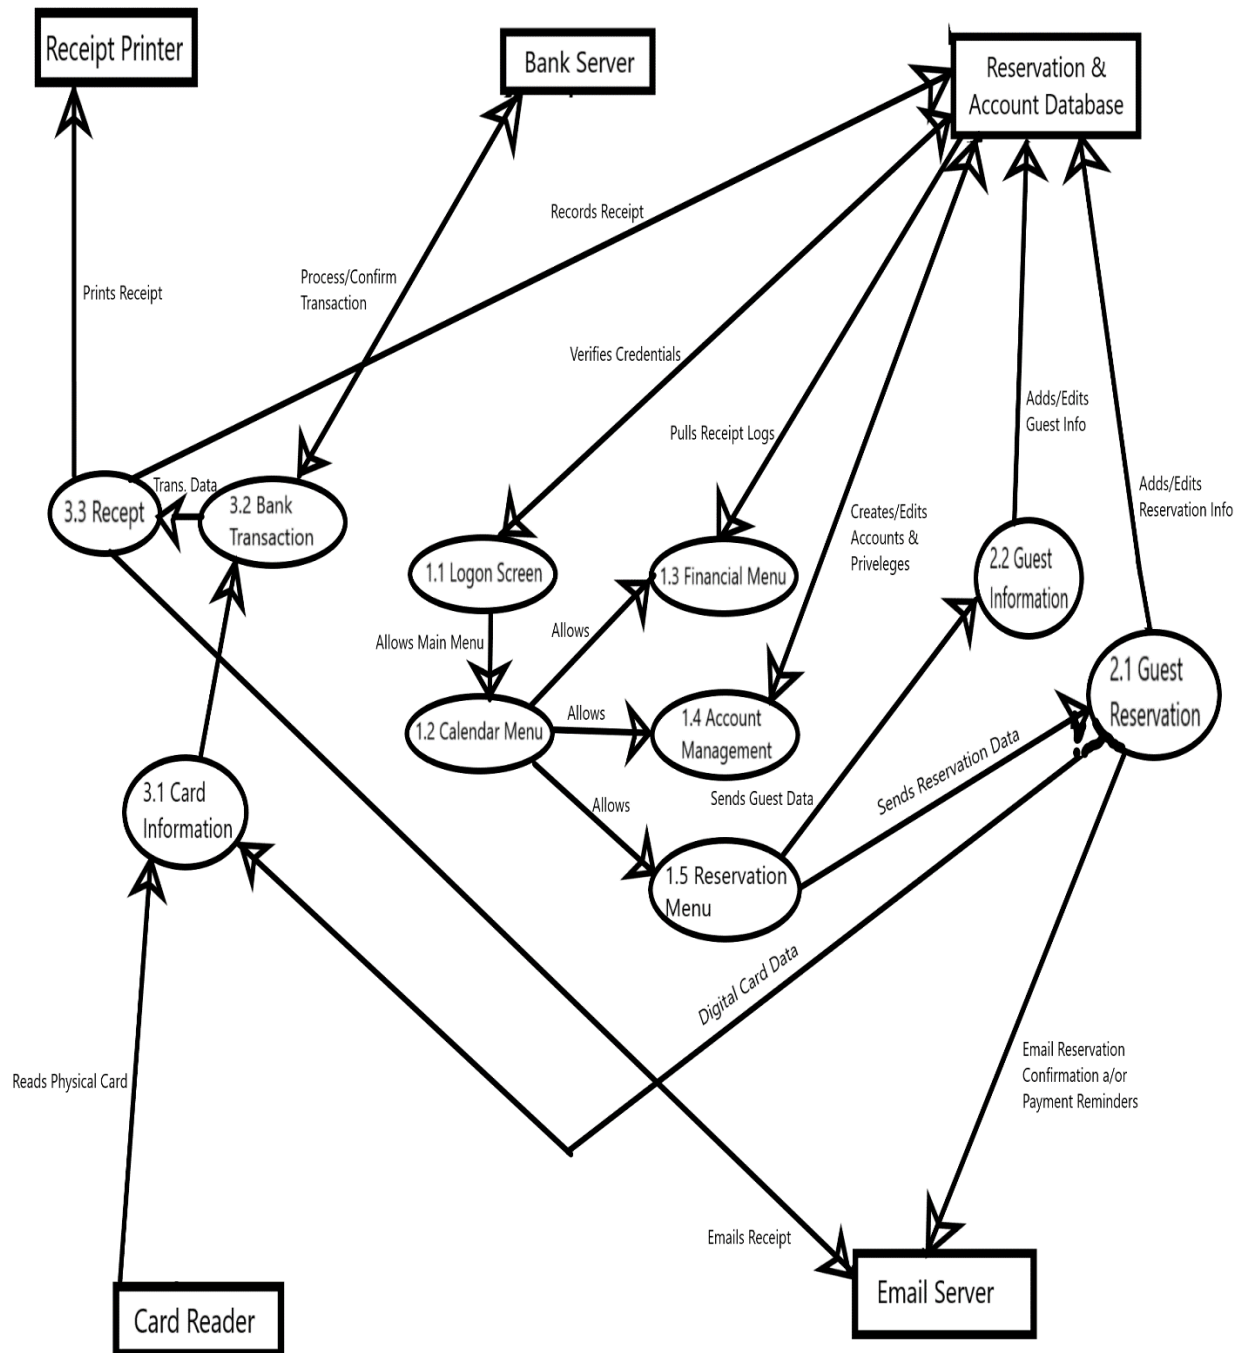 Receipt Printer
Bank Server
Reservation &
Account Database
Records Receipt
Process/Confirm
Transaction
Prints Receipt
Verifies Credentials
Pulls Receipt Logs
Adds/Edits
Guest Info
Creates/Edits
Accounts &
Priveleges
Adds/Edits
Reservation Info
Trans. Data
3.3 Recept
3.2 Bank
Transaction
1.1 Logon Screen
1.3 Financial Menu
2.2 Guest
Information
Allows Main Menu
Allows
2.1 Guest
Reservation
1.2 Calendar Menu
Allows
1.4 Account
Management
Sends Reservation Data
Sends Guest Data
Allows
3.1 Card
Information
1.5 Reservation
Menu
Digital Card Data
Reads Physical Card
Email Reservation
Confirmation a/or
Payment Reminders
Emails Receipt
Email Server
Card Reader